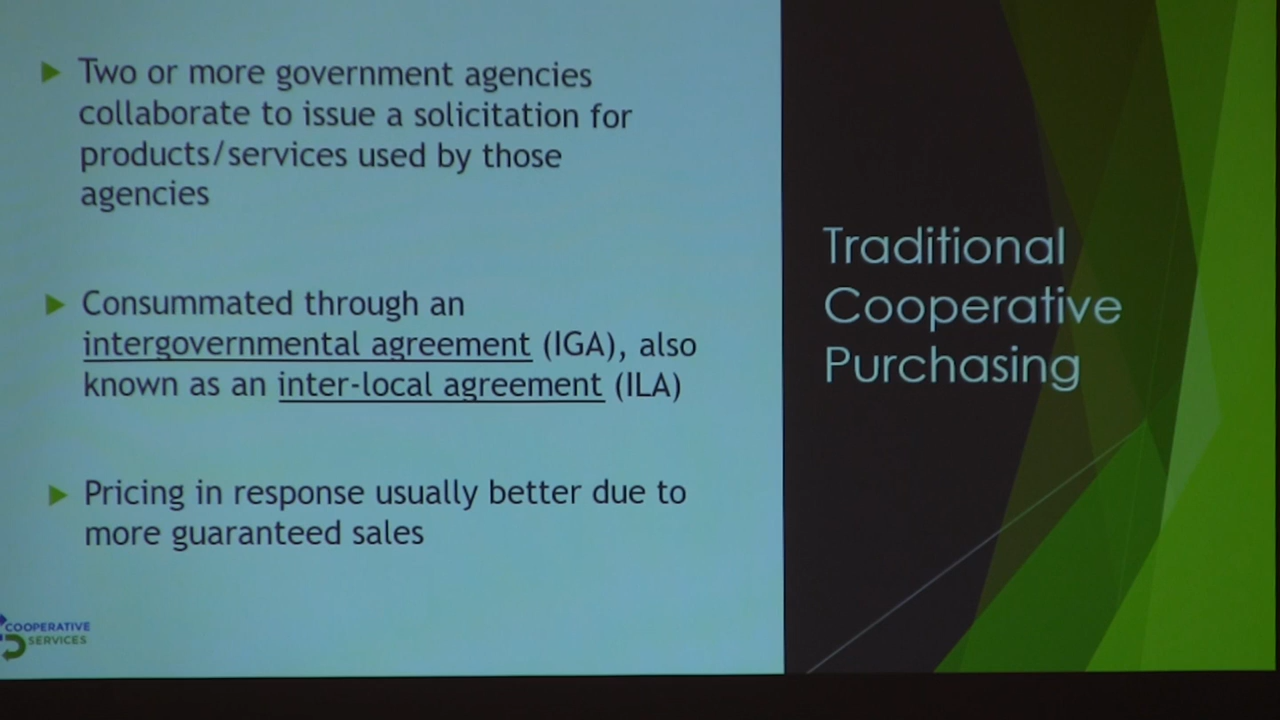 Two or more government agencies
collaborate to issue a solicitation for
products/services used by those
agencies
Consummated through an
intergovernmental agreement (IGA), also
known as an inter-local agreement (ILA)
Pricing in response usually better due to
more guaranteed sales
COOPERATIVE
SERVICES
Traditional
Cooperative
Purchasing